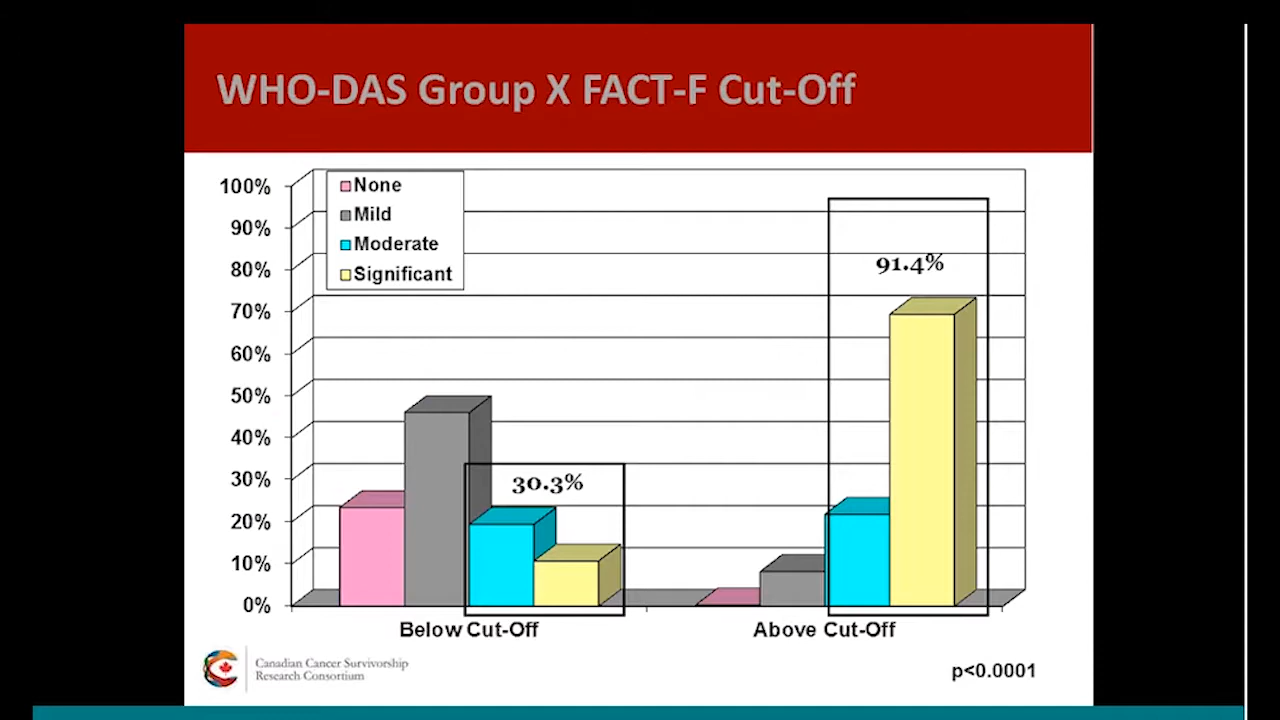 WHO-DAS Group X FACT-F Cut-Off
100%
90%
80%
70%
60%
50%
40%
30%
20%
10%
0%
None
Mild
Moderate
Significant
30.3%
91.4%
Below Cut-Off
Above Cut-Off
Canadian Cancer Survivorship
Research Consortium
p<0.0001